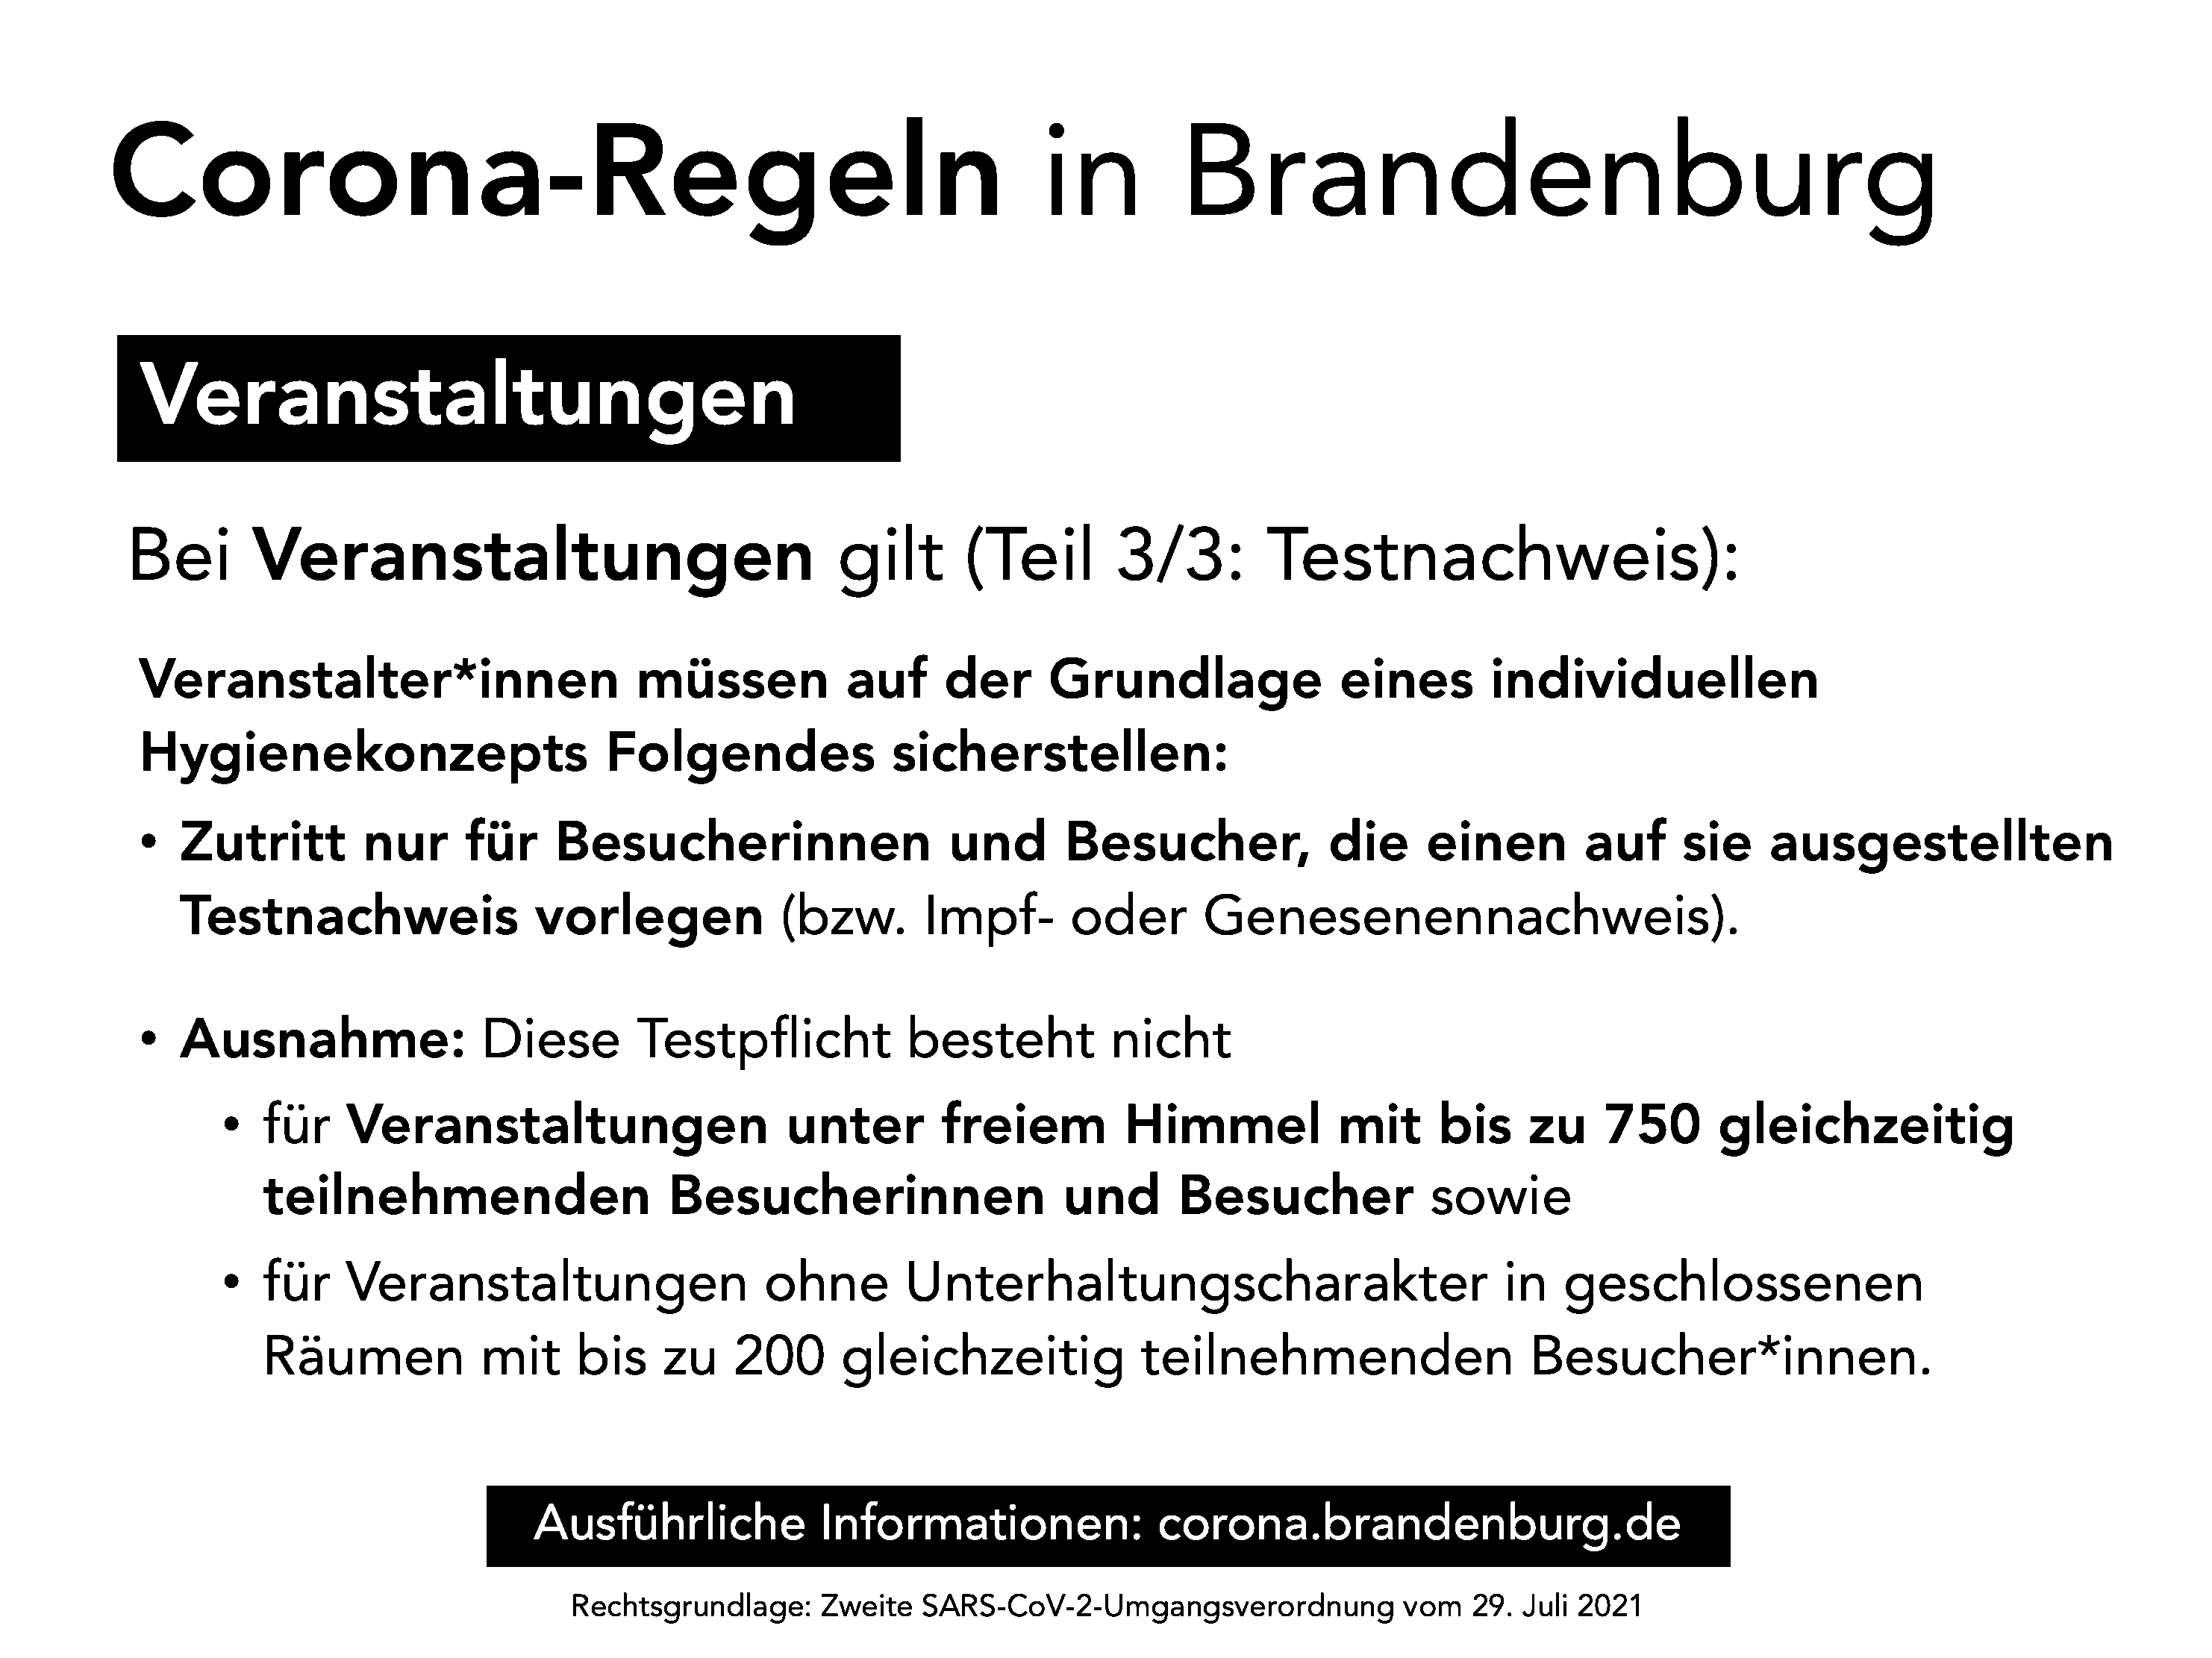 Corona-Regeln in Brandenburg
Veranstaltungen
Bei Veranstaltungen gilt (Teil 3/3: Testnachweis):
Veranstalter*innen müssen auf der Grundlage eines individuellen
Hygienekonzepts Folgendes sicherstellen:
• Zutritt nur für Besucherinnen und Besucher, die einen auf sie ausgestellten
Testnachweis vorlegen (bzw. Impf- oder Genesenennachweis).
• Ausnahme: Diese Testpflicht besteht nicht
• für Veranstaltungen unter freiem Himmel mit bis zu 750 gleichzeitig
teilnehmenden Besucherinnen und Besucher sowie
• für Veranstaltungen ohne Unterhaltungscharakter in geschlossenen
Räumen mit bis zu 200 gleichzeitig teilnehmenden Besucher*innen.
Ausführliche Informationen: corona.brandenburg.de
Rechtsgrundlage: Zweite SARS-CoV-2-Umgangsverordnung vom 29. Juli 2021